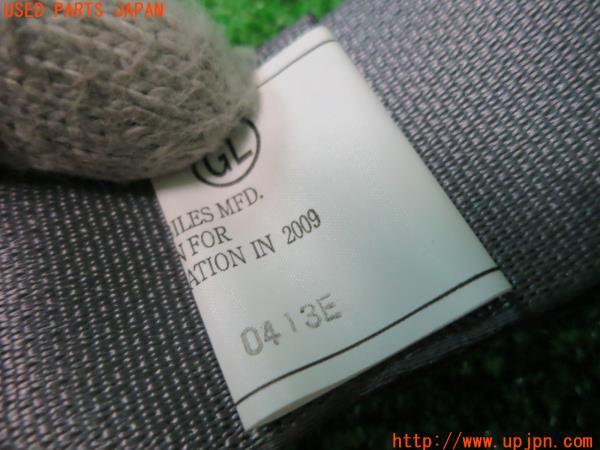 USED PARTS JAPAN
GL
ILES MFD.
FOR
ATION IN 2009
0413E
http://www.upjpn.com